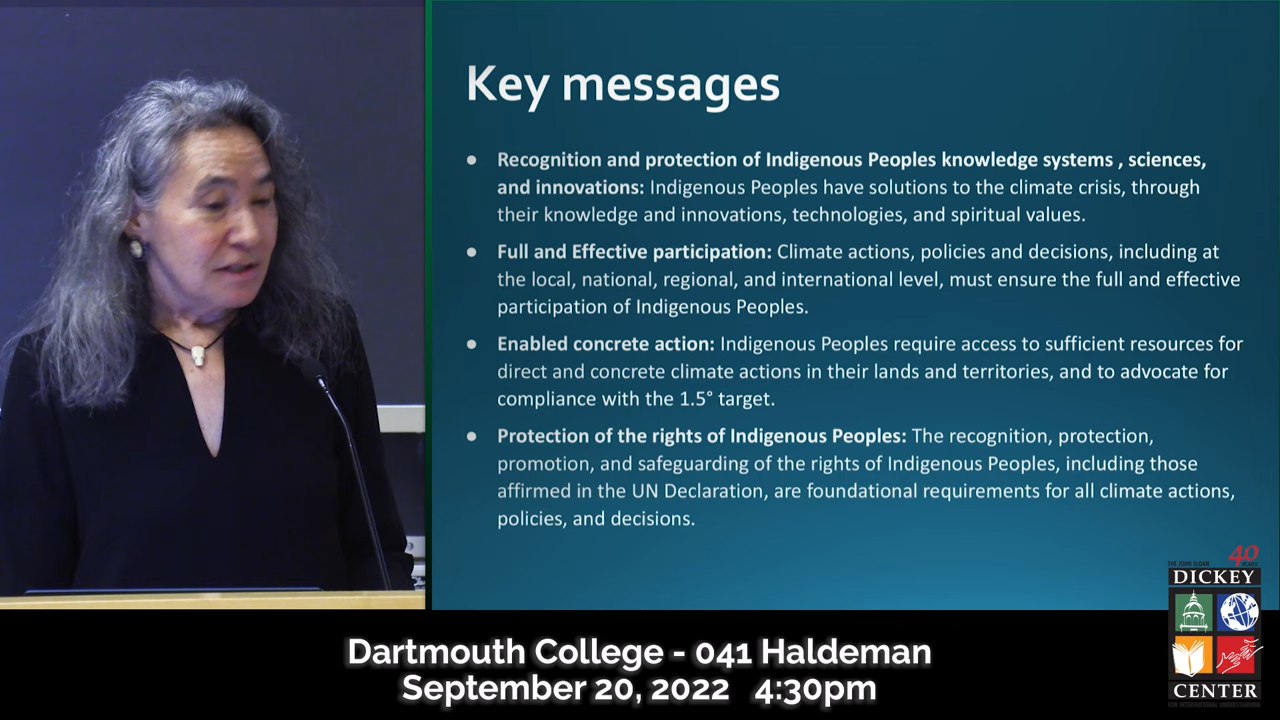 Key messages
● Recognition and protection of Indigenous Peoples knowledge systems , sciences,
and innovations: Indigenous Peoples have solutions to the climate crisis, through
their knowledge and innovations, technologies, and spiritual values.
● Full and Effective participation: Climate actions, policies and decisions, including at
the local, national, regional, and international level, must ensure the full and effective
participation of Indigenous Peoples.
● Enabled concrete action: Indigenous Peoples require access to sufficient resources for
direct and concrete climate actions in their lands and territories, and to advocate for
compliance with the 1.5° target.
● Protection of the rights of Indigenous Peoples: The recognition, protection,
promotion, and safeguarding of the rights of Indigenous Peoples, including those
affirmed in the UN Declaration, are foundational requirements for all climate actions,
policies, and decisions.
40
THE JOHN SLOAN
YEARS
DICKEY
CENTER
FOR INTERNATIONAL UNDERSTANDING
Dartmouth College - 041 Haldeman
September 20, 2022 4:30pm